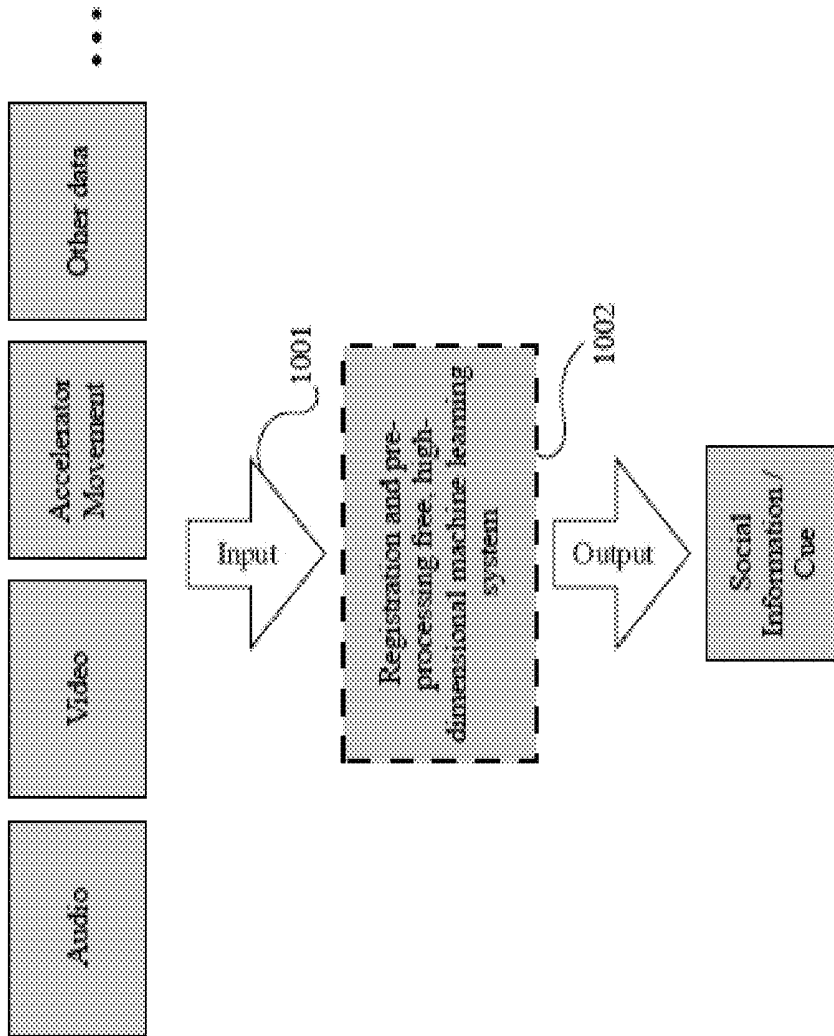 Audio
Video
Accelerator
Movement
Other data
...
Input
1001
Registration and pre-
processing free, high-
dimensional machine learning
system
1002
Output
Social
Information /
Cue